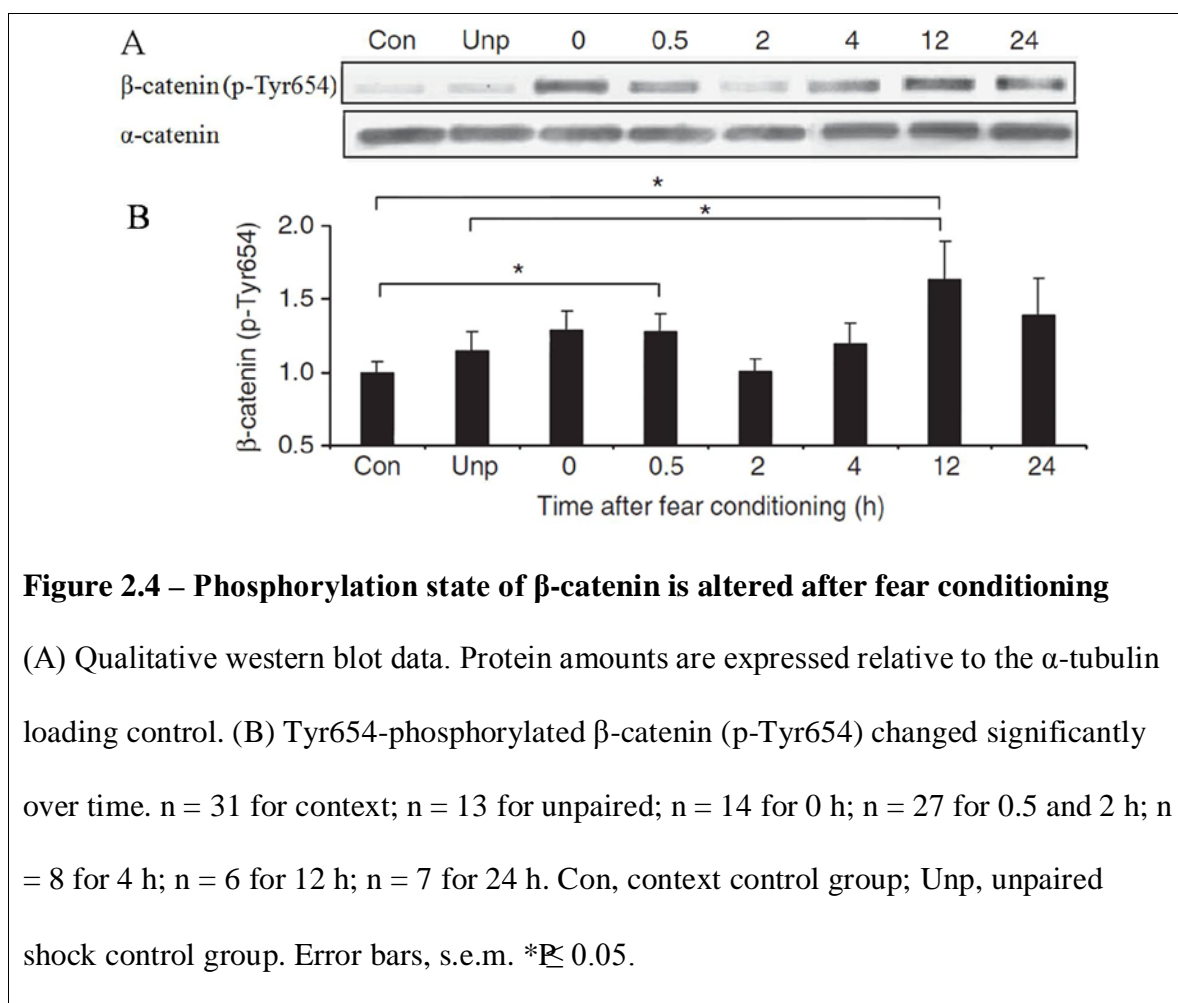 A Con Unp 0 0.5 2 4 12 24
β-catenin (p-Tyr654)
α-catenin
B
*
*
*
β-catenin (p-Tyr654)
2.0
1.5
1.0
0.5
Con Unp 0 0.5 2 4 12 24
Time after fear conditioning (h)
Figure 2.4 – Phosphorylation state of β-catenin is altered after fear conditioning
(A) Qualitative western blot data. Protein amounts are expressed relative to the α-tubulin
loading control. (B) Tyr654-phosphorylated β-catenin (p-Tyr654) changed significantly
over time. n = 31 for context; n = 13 for unpaired; n = 14 for 0 h; n = 27 for 0.5 and 2 h; n
= 8 for 4 h; n = 6 for 12 h; n = 7 for 24 h. Con, context control group; Unp, unpaired
shock control group. Error bars, s.e.m. *P≤ 0.05.